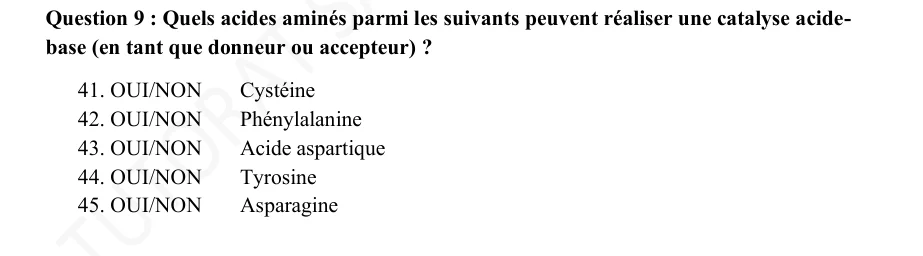 Question 9 : Quels acides aminés parmi les suivants peuvent réaliser une catalyse acide-
base (en tant que donneur ou accepteur) ?
41. OUI/NON Cystéine
42. OUI/NON Phénylalanine
43. OUI/NON Acide aspartique
44. OUI/NON Tyrosine
45. OUI/NON Asparagine